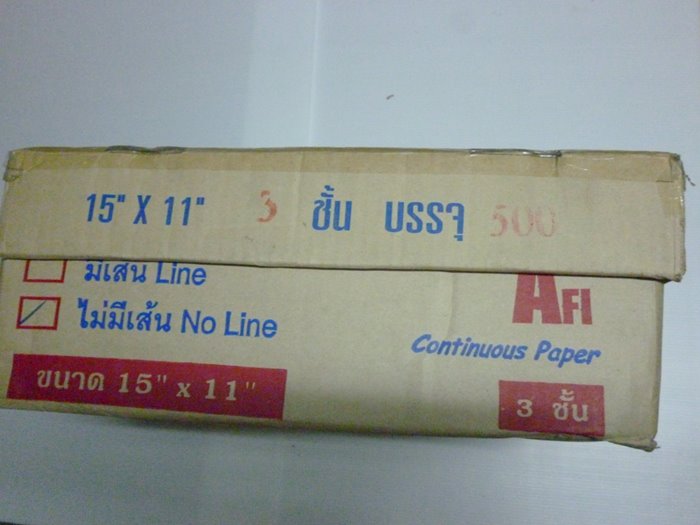 15" X 11" 3 ชั้น บรรจุ 500
มีเส้น Line
ไม่มีเส้น No Line
AFI
Continuous Paper
ขนาด 15" x 11"
3 ชั้น